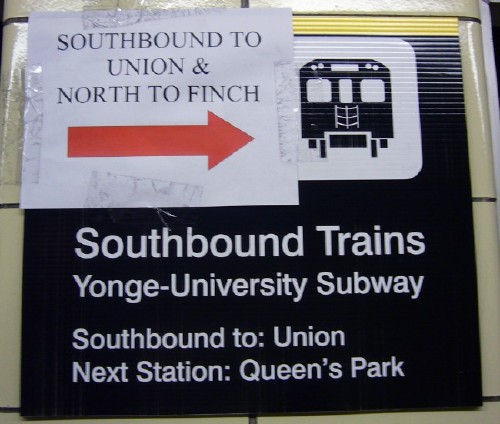 SOUTHBOUND TO
UNION &
NORTH TO FINCH
Southbound Trains
Yonge-University Subway
Southbound to: Union
Next Station: Queen's Park